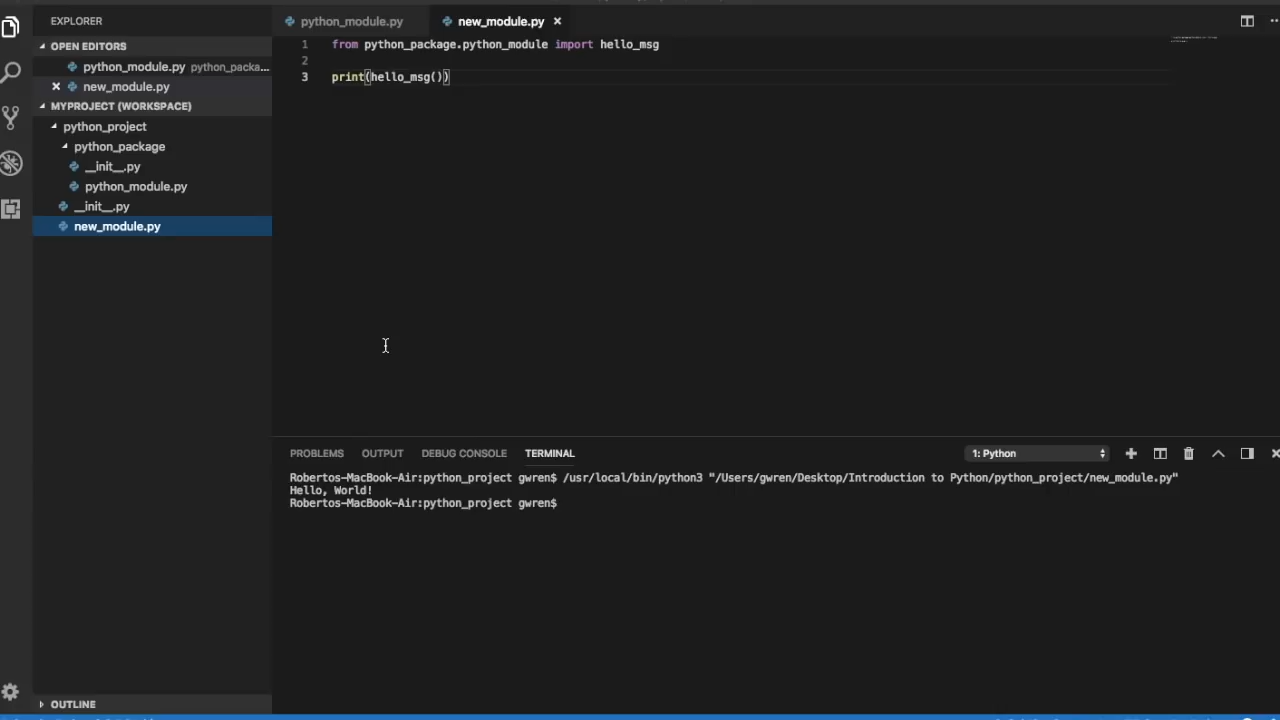 EXPLORER
OPEN EDITORS
python_module.py python_packa...
new_module.py
MYPROJECT (WORKSPACE)
python_project
python_package
__init__.py
python_module.py
__init__.py
new_module.py
OUTLINE
python_module.py new_module.py
1 from python_package.python_module import hello_msg
2
3 print(hello_msg())
PROBLEMS OUTPUT DEBUG CONSOLE TERMINAL 1: Python
Robertos-MacBook-Air:python_project gwren$ /usr/local/bin/python3 "/Users/gwren/Desktop/Introduction to Python/python_project/new_module.py"
Hello, World!
Robertos-MacBook-Air:python_project gwren$